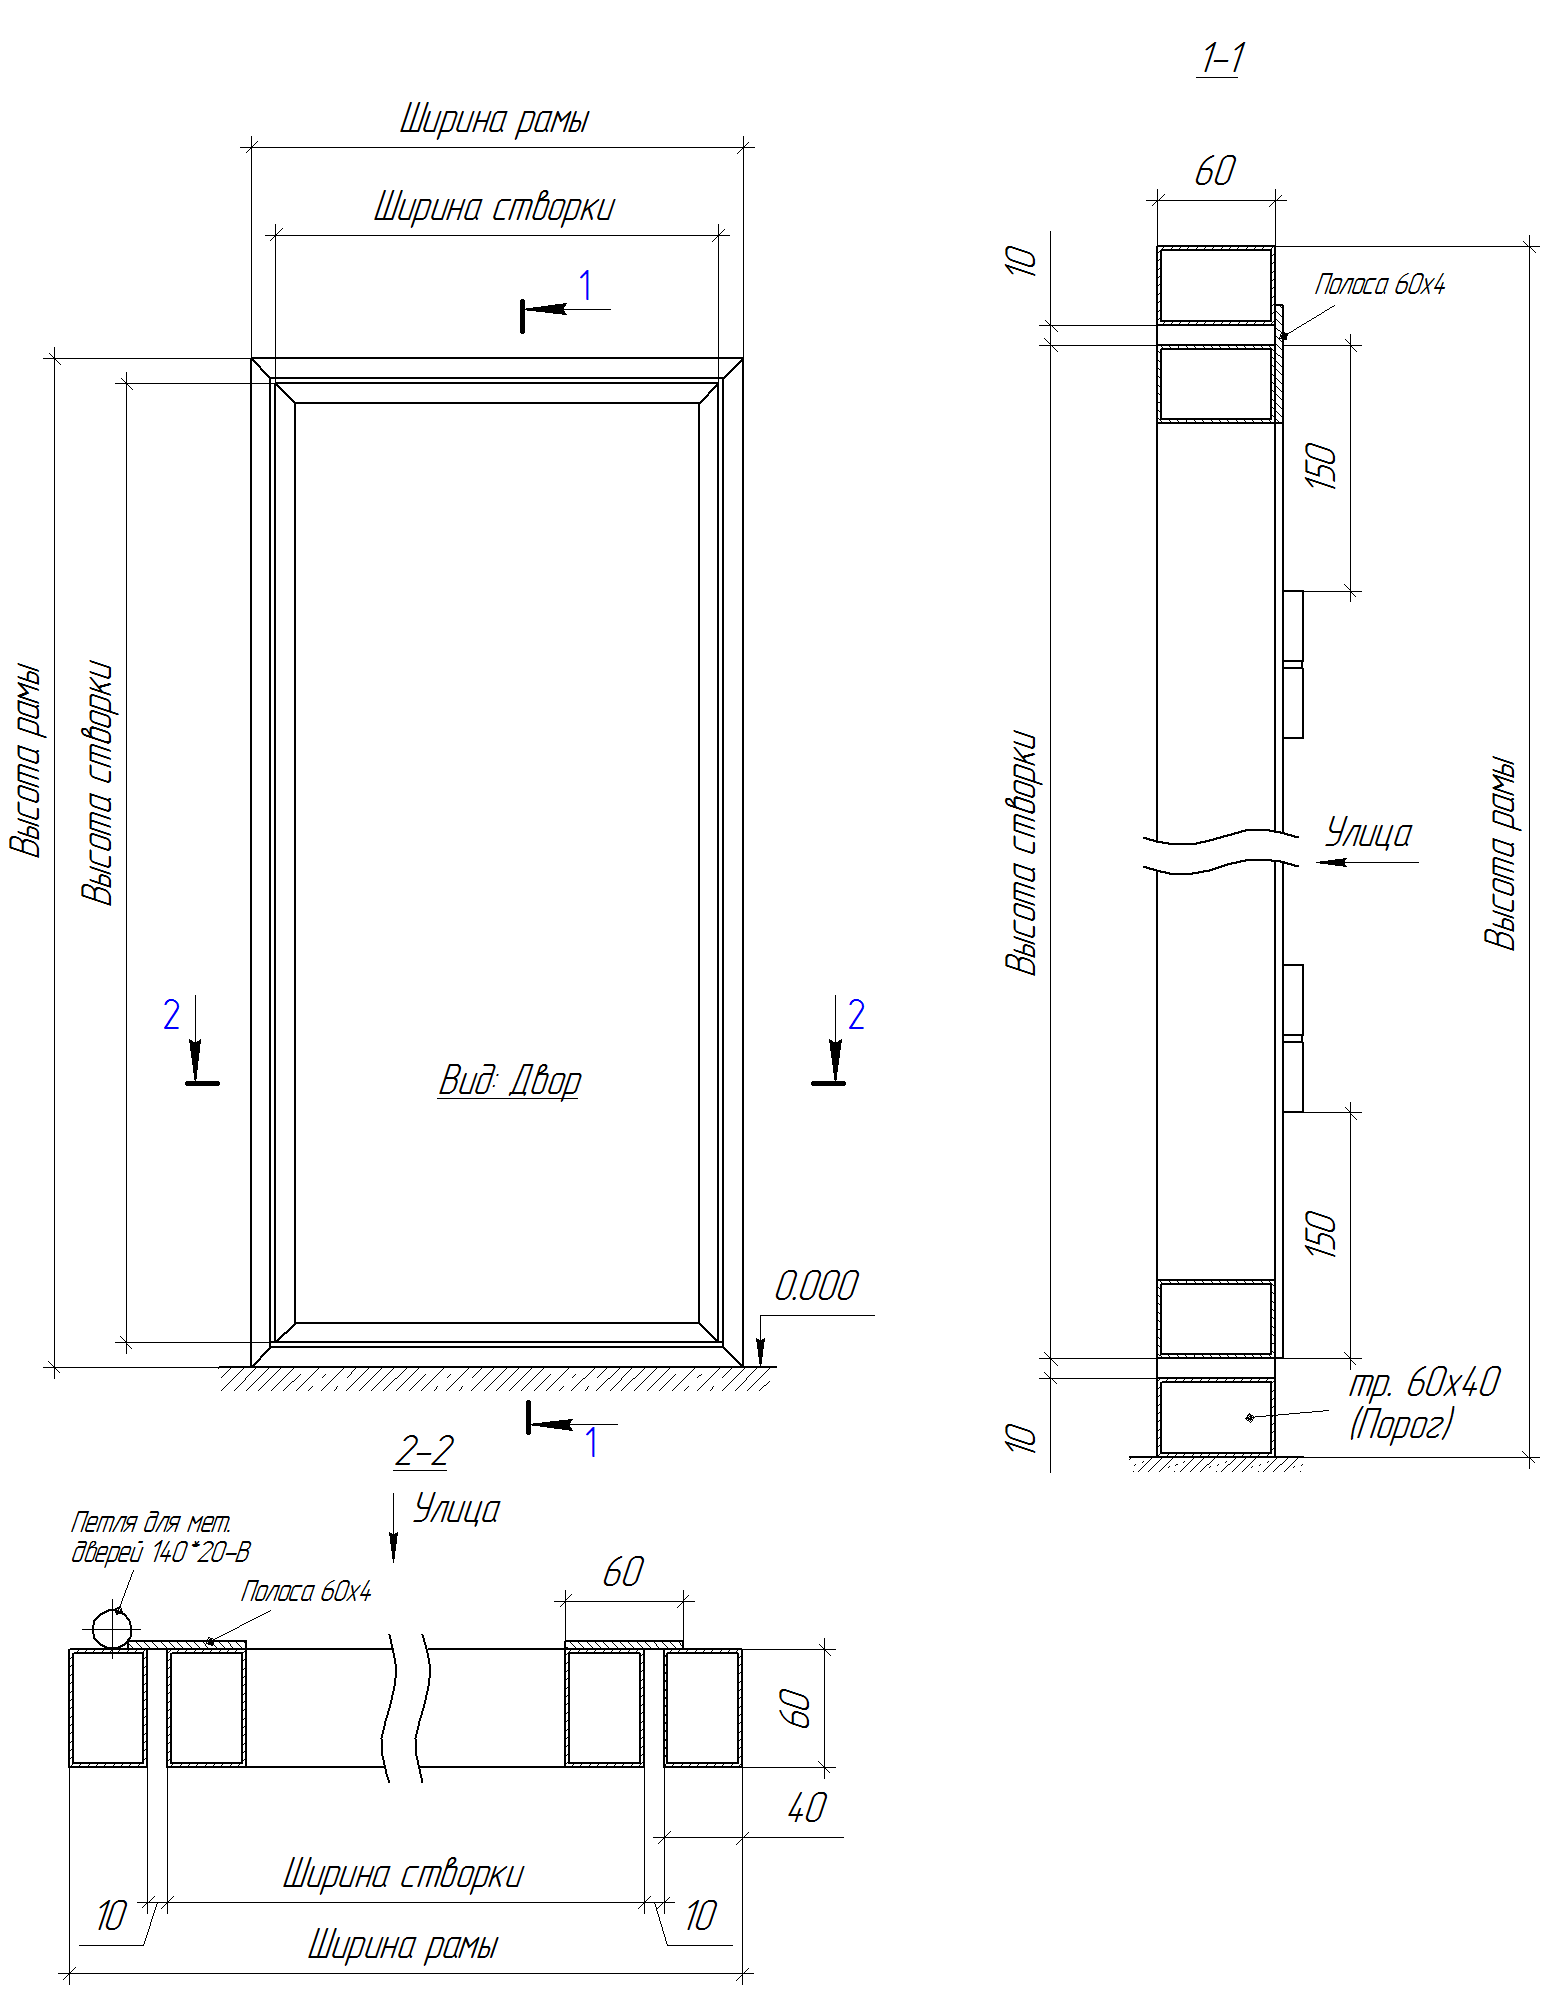 1-1
Ширина рамы
60
Ширина створки
10
1
Полоса 60х4
150
Высота рамы
Высота створки
Высота створки
Улица
Высота рамы
2
2
Вид: Двор
150
0.000
тр. 60х40
(Порог)
10
1
2-2
Улица
Петля для мет.
дверей 140*20-В
60
Полоса 60х4
60
40
Ширина створки
10
10
Ширина рамы